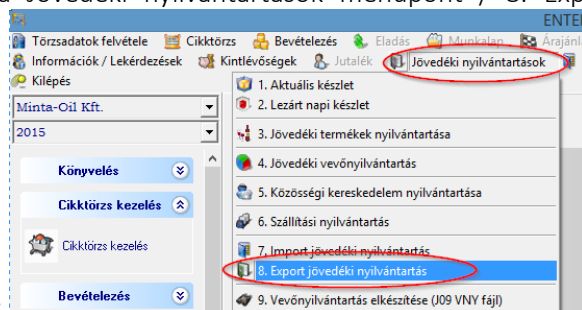 a Jövedéki nyilvántartások menüpont / 8. Exp
ENTE
Törzsadatok felvétele Cikktörzs Bevételezés Eladás Munkalap Árajánl
Információk / Lekérdezések Kintlévőségek Jutalék Jövedéki nyilvántartások
Kilépés
Minta-Oil Kft.
2015
Könyvelés
Cikktörzs kezelés
Cikktörzs kezelés
Bevételezés
1. Aktuális készlet
2. Lezárt napi készlet
3. Jövedéki termékek nyilvántartása
4. Jövedéki vevőnyilvántartás
5. Közösségi kereskedelem nyilvántartása
6. Szállítási nyilvántartás
7. Import jövedéki nyilvántartás
8. Export jövedéki nyilvántartás
9. Vevőnyilvántartás elkészítése (J09 VNY fájl)